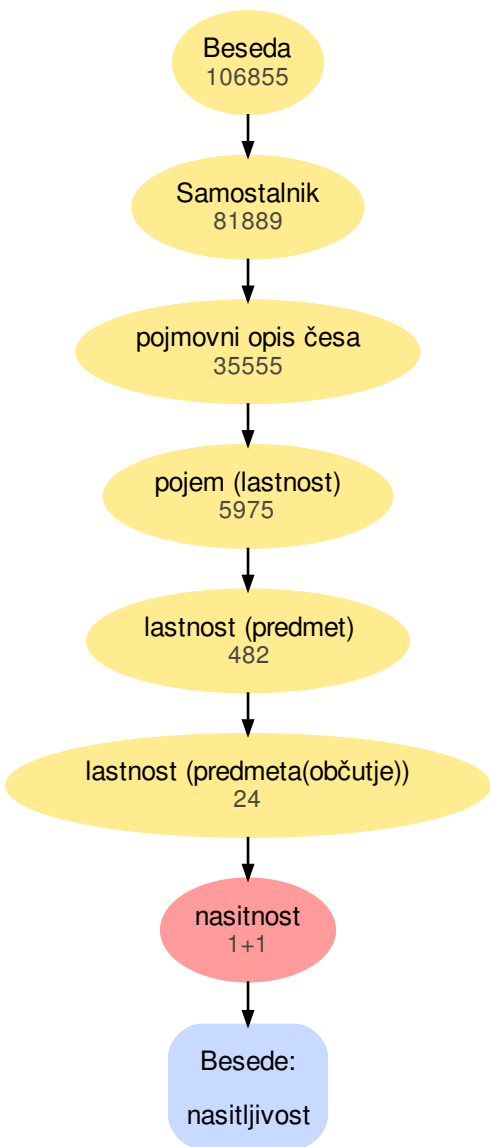 Beseda
106855
Samostalnik
81889
pojmovni opis česa
35555
pojem (lastnost)
5975
lastnost (predmet)
482
lastnost (predmeta(občutje))
24
nasitnost
1+1
Besede:
nasitljivost